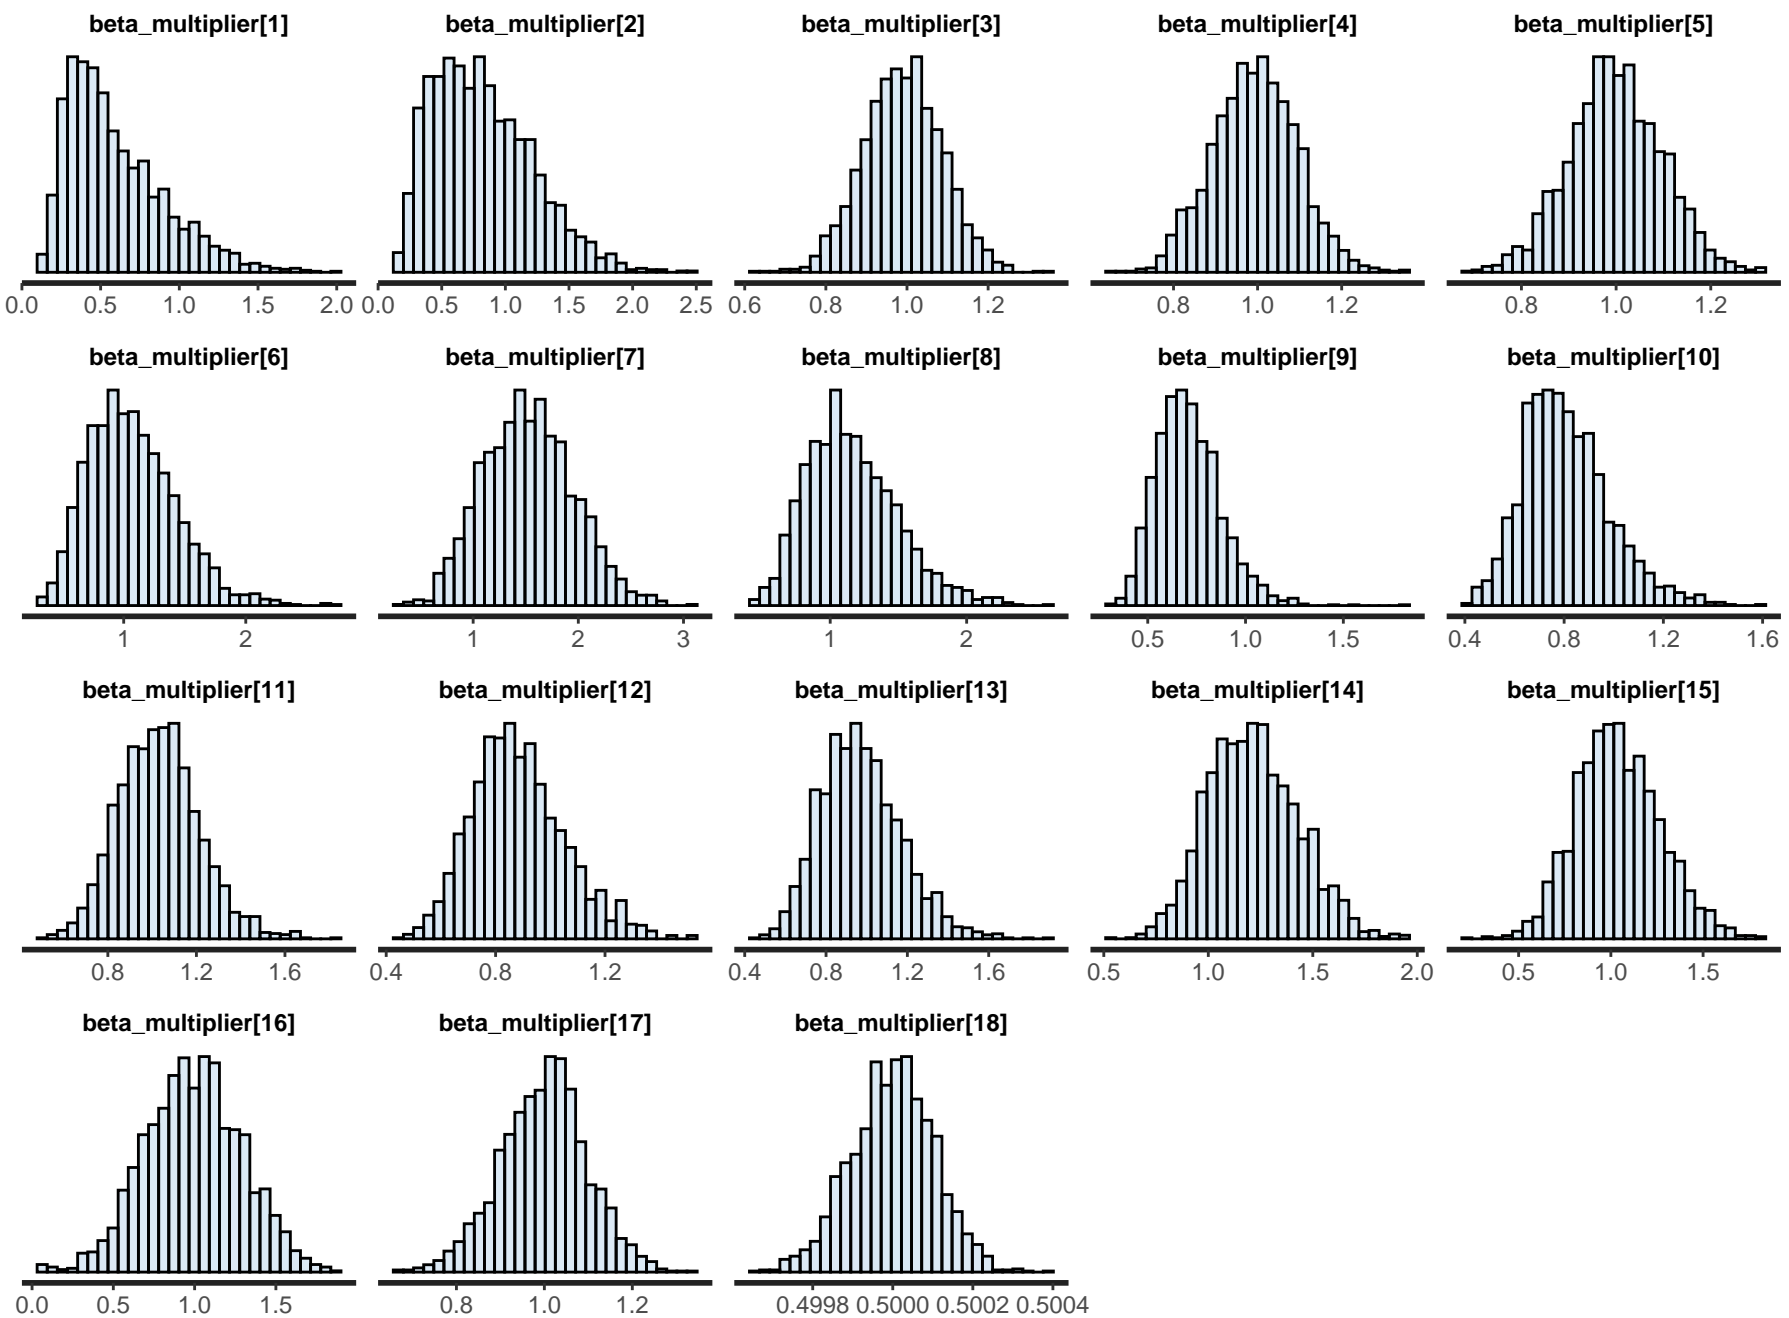 beta_multiplier[1] beta_multiplier[2] beta_multiplier[3] beta_multiplier[4] beta_multiplier[5]
0.0 0.5 1.0 1.5 2.0 0.0 0.5 1.0 1.5 2.0 2.5 0.6 0.8 1.0 1.2 0.8 1.0 1.2 0.8 1.0 1.2
beta_multiplier[6] beta_multiplier[7] beta_multiplier[8] beta_multiplier[9] beta_multiplier[10]
1 2 1 2 3 1 2 0.5 1.0 1.5 0.4 0.8 1.2 1.6
beta_multiplier[11] beta_multiplier[12] beta_multiplier[13] beta_multiplier[14] beta_multiplier[15]
0.8 1.2 1.6 0.4 0.8 1.2 0.4 0.8 1.2 1.6 0.5 1.0 1.5 2.0 0.5 1.0 1.5
beta_multiplier[16] beta_multiplier[17] beta_multiplier[18]
0.0 0.5 1.0 1.5 0.8 1.0 1.2 0.4998 0.5000 0.5002 0.5004